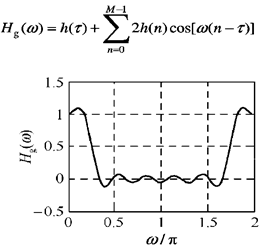 H_g(ω) = h(τ) + ∑_{n=0}^{M-1} 2h(n) cos[ω(n-τ)]
1.5
1
0.5
0
-0.5
H_g(ω)
0 0.5 1 1.5 2
ω/π